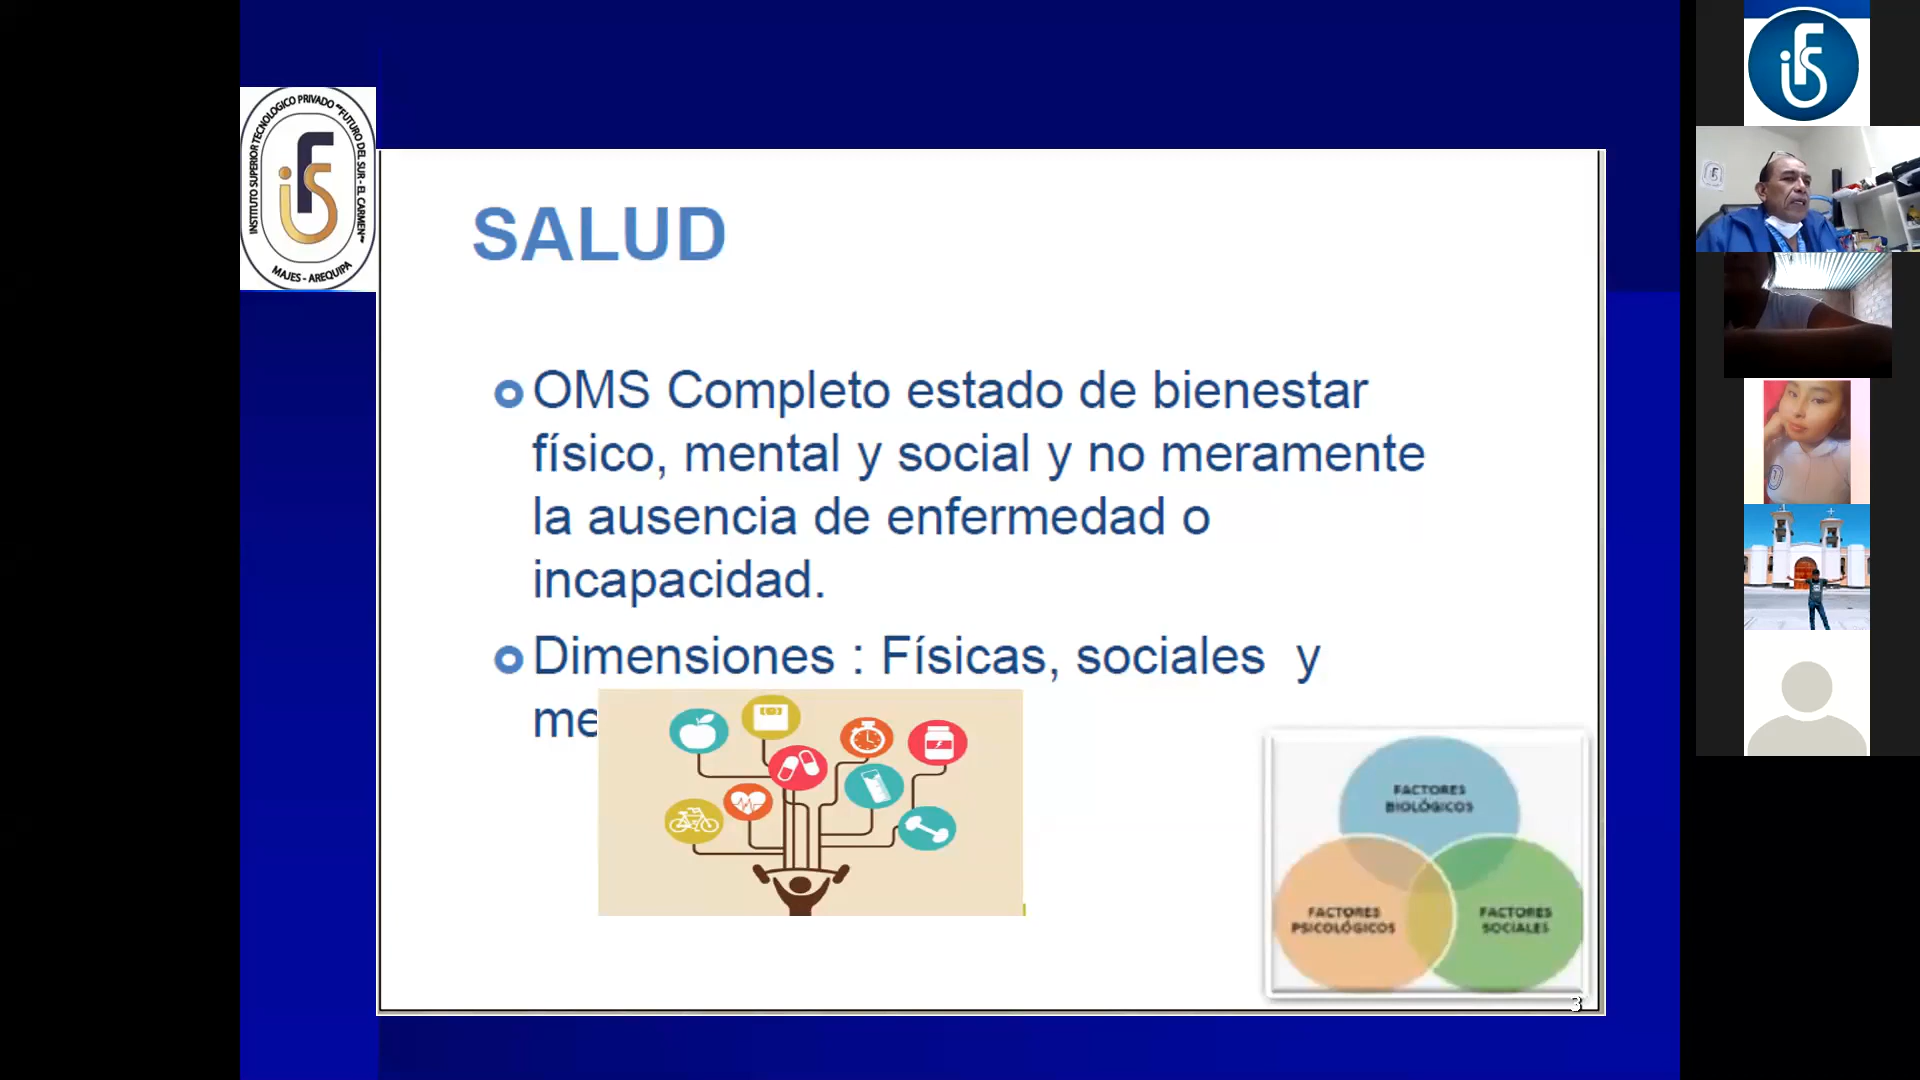 INSTITUTO SUPERIOR TECNOLOGICO PRIVADO "FUTURO DEL SUR - EL CARMEN"
MAJES - AREQUIPA
SALUD
OMS Completo estado de bienestar
físico, mental y social y no meramente
la ausencia de enfermedad o
incapacidad.
Dimensiones : Físicas, sociales y
me
FACTORES
BIOLÓGICOS
FACTORES
PSICOLÓGICOS
FACTORES
SOCIALES
3